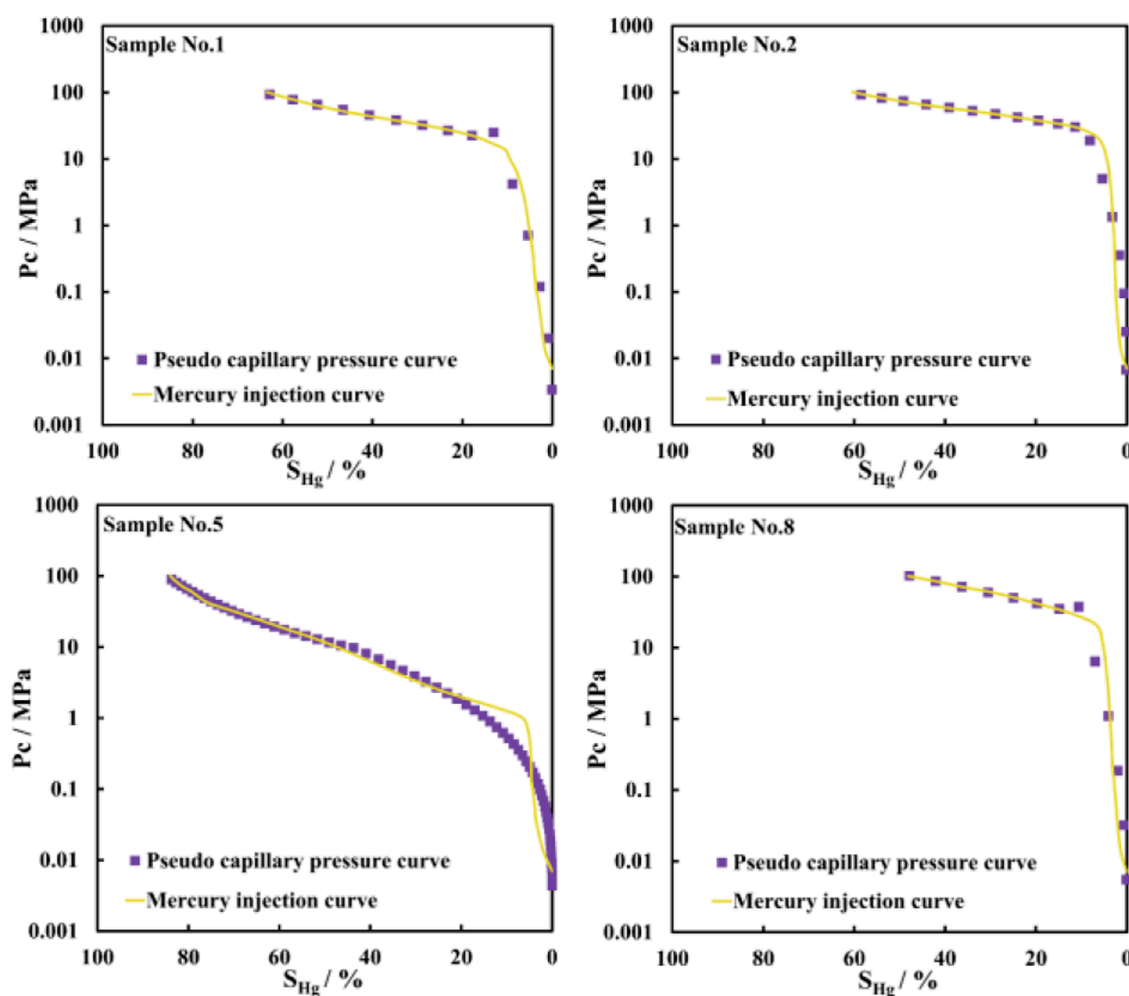 Sample No.1
1000
100
10
1
0.1
0.01
0.001
Pc / MPa
Pseudo capillary pressure curve
Mercury injection curve
100 80 60 40 20 0
SHg / %
Sample No.2
1000
100
10
1
0.1
0.01
0.001
Pc / MPa
Pseudo capillary pressure curve
Mercury injection curve
100 80 60 40 20 0
SHg / %
Sample No.5
1000
100
10
1
0.1
0.01
0.001
Pc / MPa
Pseudo capillary pressure curve
Mercury injection curve
100 80 60 40 20 0
SHg / %
Sample No.8
1000
100
10
1
0.1
0.01
0.001
Pc / MPa
Pseudo capillary pressure curve
Mercury injection curve
100 80 60 40 20 0
SHg / %